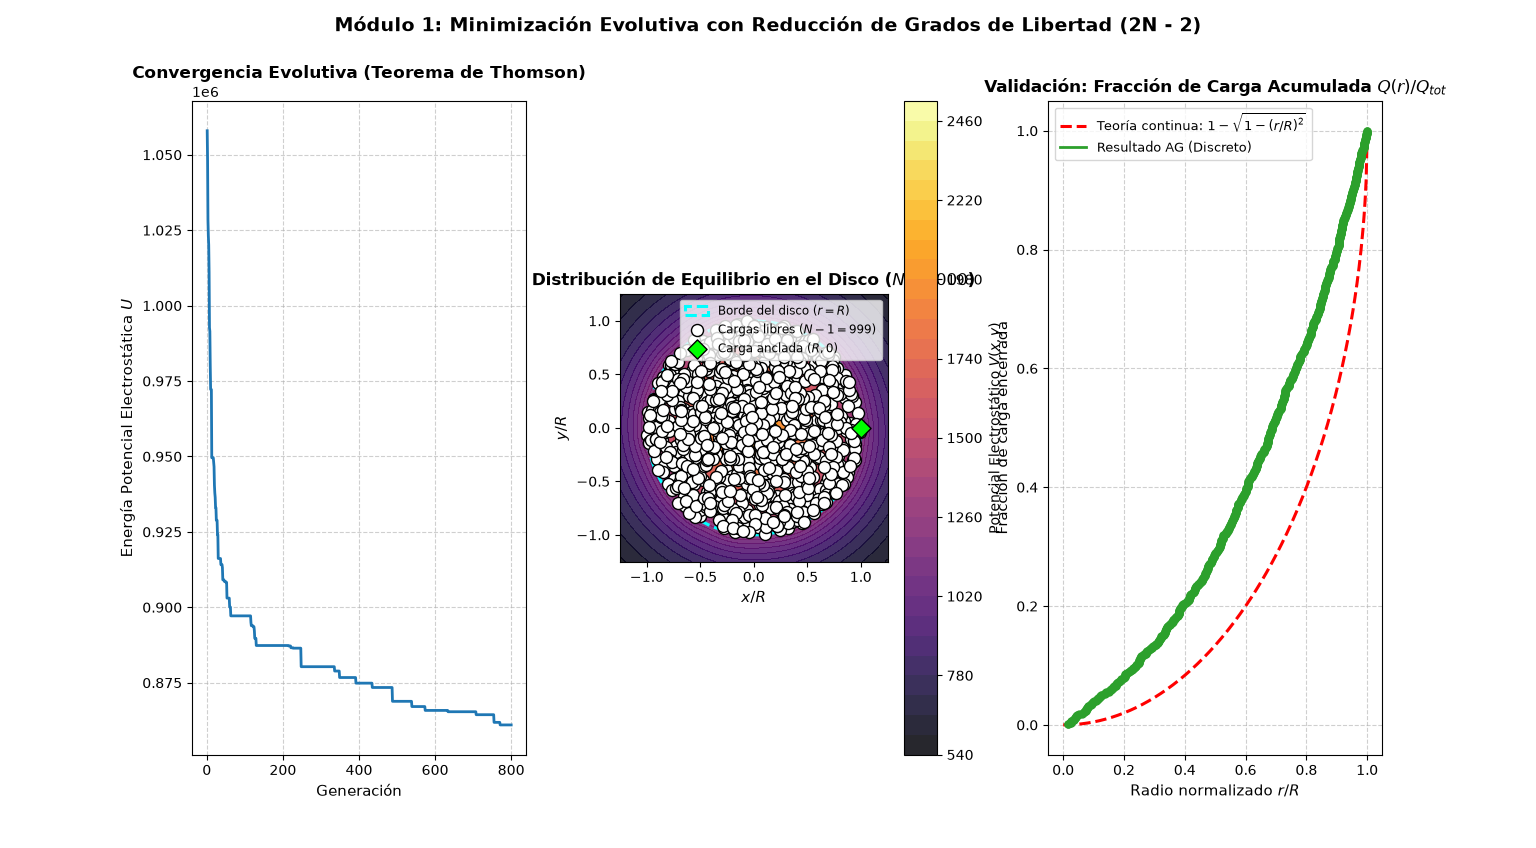 Módulo 1: Minimización Evolutiva con Reducción de Grados de Libertad (2N - 2)
Convergencia Evolutiva (Teorema de Thomson)
1e6
1.050
1.025
1.000
0.975
0.950
0.925
0.900
0.875
Energía Potencial Electrostática U
0
200
400
600
800
Generación
Distribución de Equilibrio en el Disco (N
Borde del disco (r = R)
Cargas libres (N − 1 = 999)
Carga anclada (R, 0)
1.0
0.5
0.0
−0.5
−1.0
y/R
−1.0
−0.5
0.0
0.5
1.0
x/R
2460
2220
1740
1500
1260
1020
780
540
Potencial Electrostático V(x, y)
Fracción de carga encerrada
Validación: Fracción de Carga Acumulada Q(r)/Q_tot
Teoría continua: 1 − √1 − (r/R)²
Resultado AG (Discreto)
1.0
0.8
0.6
0.4
0.2
0.0
0.0
0.2
0.4
0.6
0.8
1.0
Radio normalizado r/R